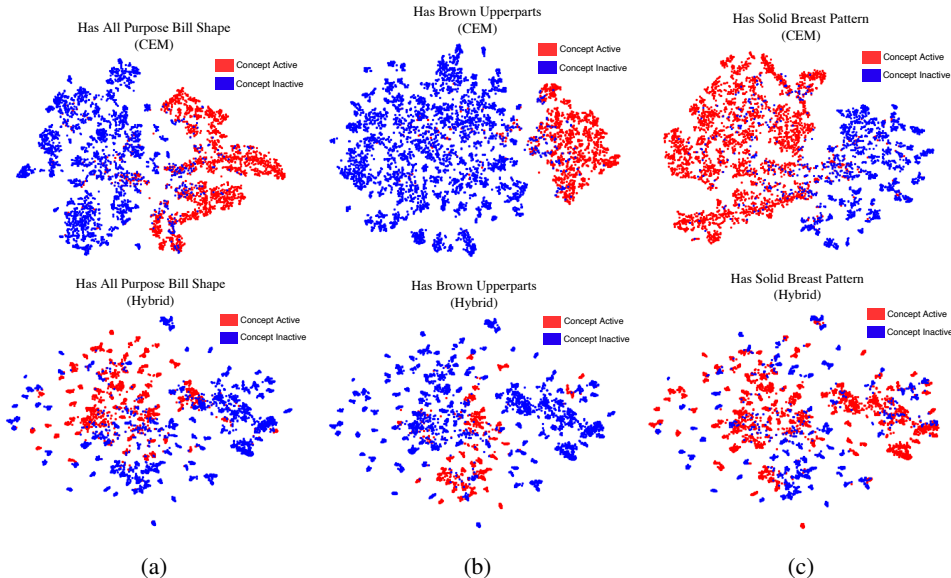 Has All Purpose Bill Shape
(CEM)
Concept Active
Concept Inactive
Has Brown Upperparts
(CEM)
Concept Active
Concept Inactive
Has Solid Breast Pattern
(CEM)
Concept Active
Concept Inactive
Has All Purpose Bill Shape
(Hybrid)
Concept Active
Concept Inactive
Has Brown Upperparts
(Hybrid)
Concept Active
Concept Inactive
Has Solid Breast Pattern
(Hybrid)
Concept Active
Concept Inactive
(a)
(b)
(c)